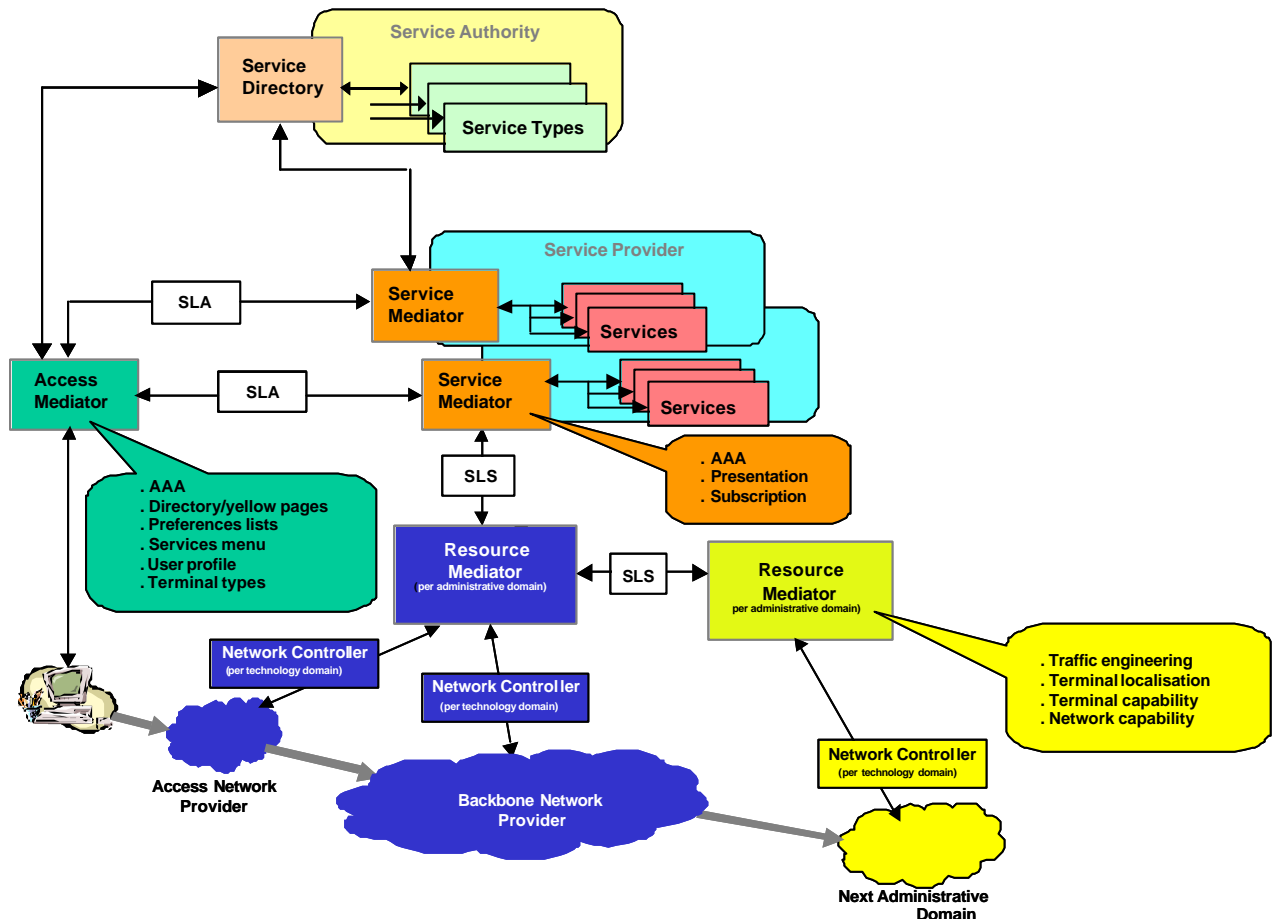 Service Authority
Service
Directory
Service Types
Service Provider
SLA
Service
Mediator
Services
Access
Mediator
SLA
Service
Mediator
Services
. AAA
. Presentation
. Subscription
SLS
. AAA
. Directory/yellow pages
. Preferences lists
. Services menu
. User profile
. Terminal types
Resource
Mediator
(per administrative domain)
SLS
Resource
Mediator
per administrative domain)
Network Controller
(per technology domain)
Network Controller
(per technology domain)
. Traffic engineering
. Terminal localisation
. Terminal capability
. Network capability
Network Controller
(per technology domain)
Access Network
Provider
Backbone Network
Provider
Next Administrative
Domain